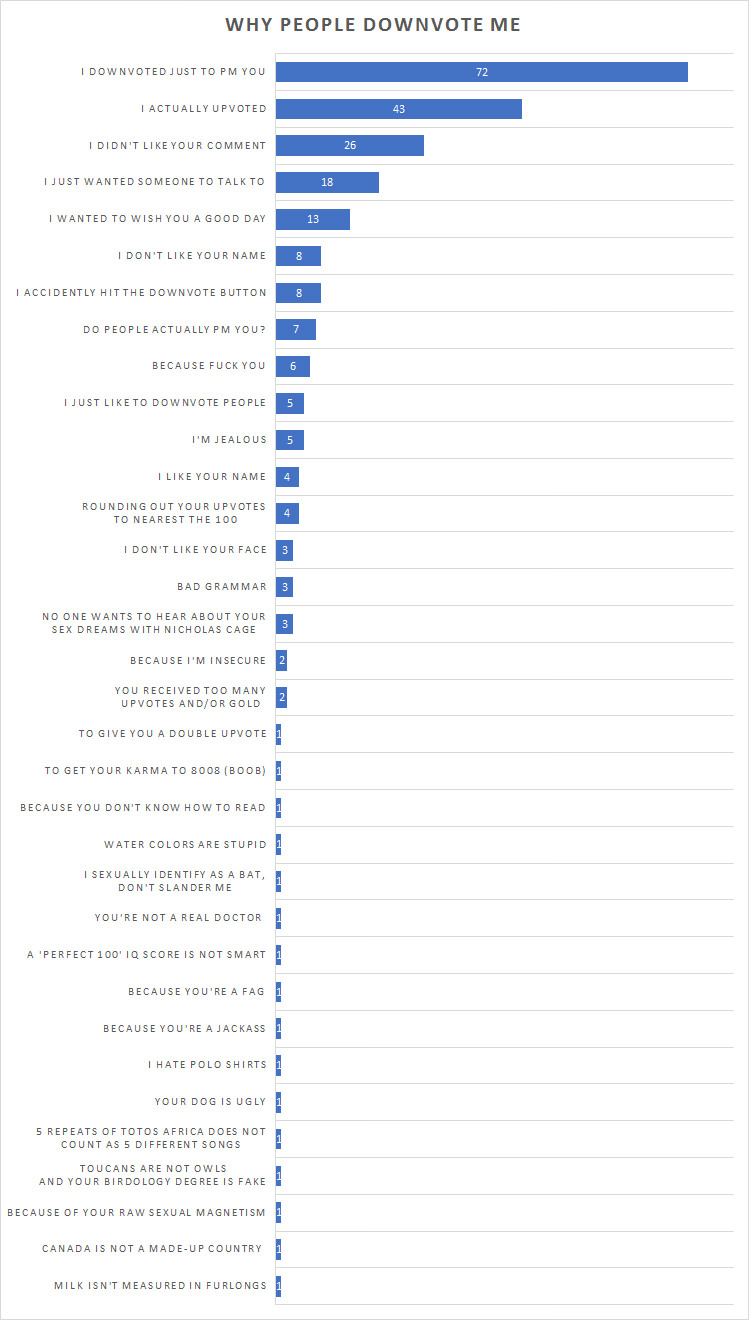 WHY PEOPLE DOWNVOTE ME
I DOWNVOTED JUST TO PM YOU
72
I ACTUALLY UPVOTED
43
I DIDN'T LIKE YOUR COMMENT
26
I JUST WANTED SOMEONE TO TALK TO
18
I WANTED TO WISH YOU A GOOD DAY
13
I DON'T LIKE YOUR NAME
8
I ACCIDENTLY HIT THE DOWNVOTE BUTTON
8
DO PEOPLE ACTUALLY PM YOU?
7
BECAUSE FUCK YOU
6
I JUST LIKE TO DOWNVOTE PEOPLE
5
I'M JEALOUS
5
I LIKE YOUR NAME
4
ROUNDING OUT YOUR UPVOTES
TO NEAREST THE 100
4
I DON'T LIKE YOUR FACE
3
BAD GRAMMAR
3
NO ONE WANTS TO HEAR ABOUT YOUR
SEX DREAMS WITH NICHOLAS CAGE
3
BECAUSE I'M INSECURE
2
YOU RECEIVED TOO MANY
UPVOTES AND/OR GOLD
2
TO GIVE YOU A DOUBLE UPVOTE
1
TO GET YOUR KARMA TO 8008 (BOOB)
1
BECAUSE YOU DON'T KNOW HOW TO READ
1
WATER COLORS ARE STUPID
1
I SEXUALLY IDENTIFY AS A BAT,
DON'T SLANDER ME
1
YOU'RE NOT A REAL DOCTOR
1
A 'PERFECT 100' IQ SCORE IS NOT SMART
1
BECAUSE YOU'RE A FAG
1
BECAUSE YOU'RE A JACKASS
1
I HATE POLO SHIRTS
1
YOUR DOG IS UGLY
1
5 REPEATS OF TOTOS AFRICA DOES NOT
COUNT AS 5 DIFFERENT SONGS
1
TOUCANS ARE NOT OWLS
AND YOUR BIRDOLOGY DEGREE IS FAKE
1
BECAUSE OF YOUR RAW SEXUAL MAGNETISM
1
CANADA IS NOT A MADE-UP COUNTRY
1
MILK ISN'T MEASURED IN FURLONGS
1